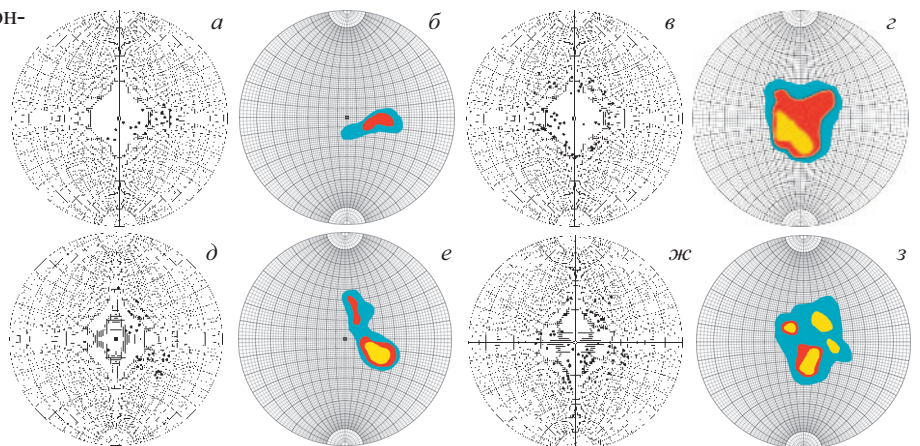 он-
а б в г
д е ж з